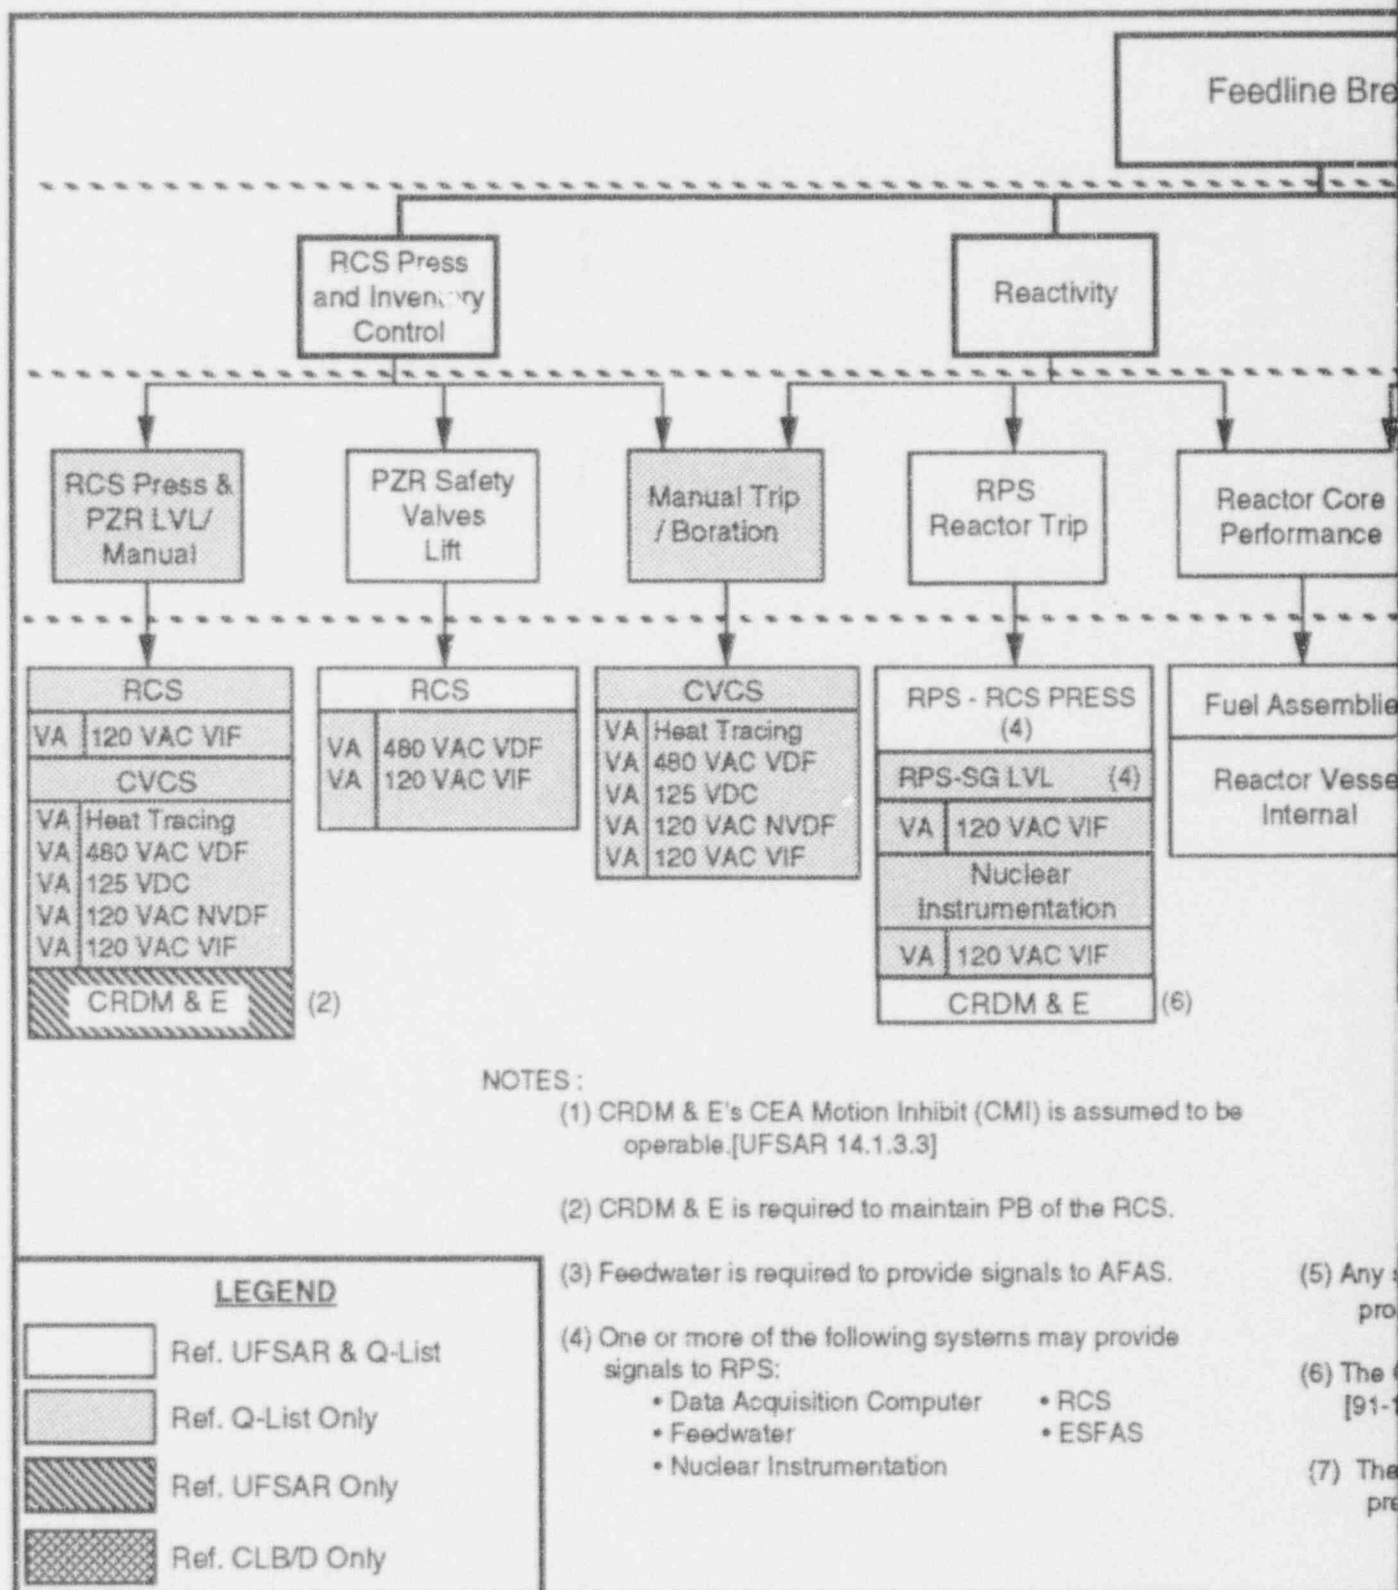 Feedline Bre
RCS Press
and Inventory
Control
Reactivity
RCS Press &
PZR LVL/
Manual
PZR Safety
Valves
Lift
Manual Trip
/ Boration
RPS
Reactor Trip
Reactor Core
Performance
RCS
VA 120 VAC VIF
CVCS
VA Heat Tracing
VA 480 VAC VDF
VA 125 VDC
VA 120 VAC NVDF
VA 120 VAC VIF
CRDM & E (2)
RCS
VA 480 VAC VDF
VA 120 VAC VIF
CVCS
VA Heat Tracing
VA 480 VAC VDF
VA 125 VDC
VA 120 VAC NVDF
VA 120 VAC VIF
RPS - RCS PRESS
(4)
RPS-SG LVL (4)
VA 120 VAC VIF
Nuclear
Instrumentation
VA 120 VAC VIF
CRDM & E (6)
Fuel Assemblie
Reactor Vesse
Internal
NOTES :
(1) CRDM & E's CEA Motion Inhibit (CMI) is assumed to be
operable.[UFSAR 14.1.3.3]
(2) CRDM & E is required to maintain PB of the RCS.
(3) Feedwater is required to provide signals to AFAS.
(4) One or more of the following systems may provide
signals to RPS:
• Data Acquisition Computer • RCS
• Feedwater • ESFAS
• Nuclear Instrumentation
(5) Any
pro
(6) The
[91-1
(7) The
pre
LEGEND
Ref. UFSAR & Q-List
Ref. Q-List Only
Ref. UFSAR Only
Ref. CLB/D Only